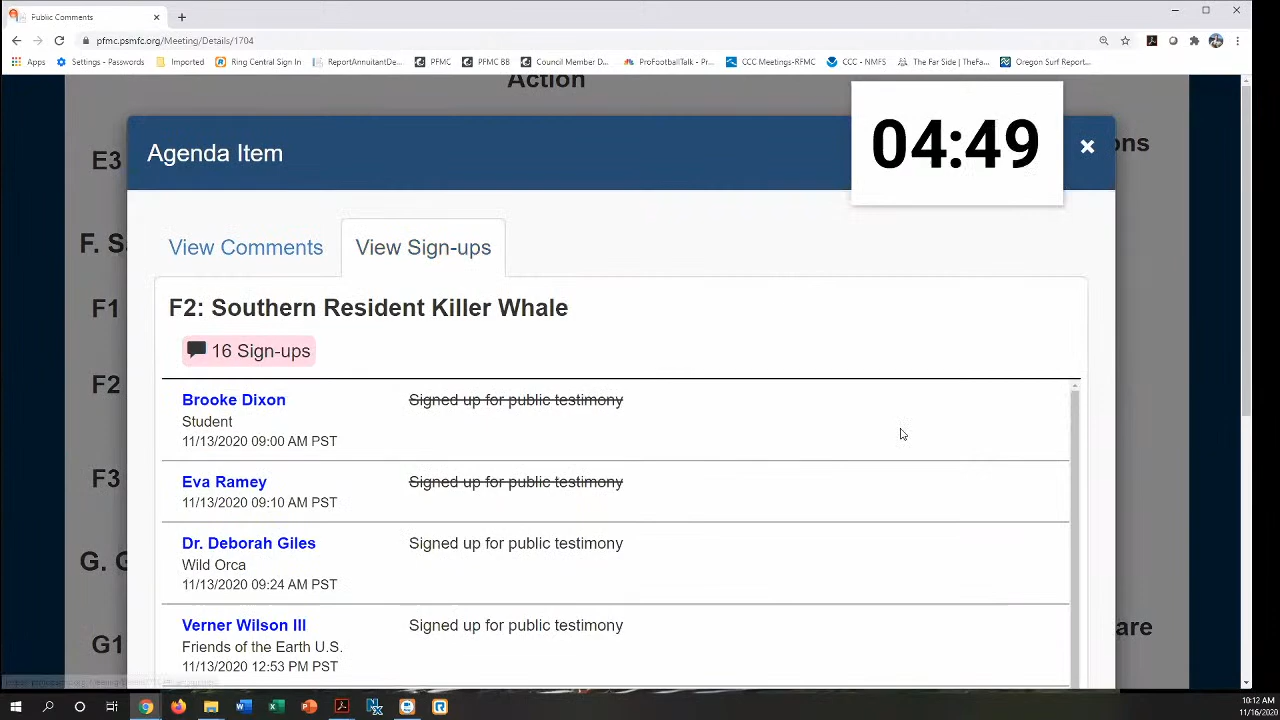 Public Comments
pfmc.psmfc.org/Meeting/Details/1704
Apps
Settings - Passwords
Imported
Ring Central Sign In
ReportAnnuitantDe...
PFMC
PFMC BB
Council Member D...
ProFootballTalk - Pr...
CCC Meetings-RFMC
CCC - NMFS
The Far Side | TheFa...
Oregon Surf Report...
Action
04:49
Agenda Item
×
E3
ons
View Comments
View Sign-ups
F. Sa
F2: Southern Resident Killer Whale
F1
16 Sign-ups
F2
Brooke Dixon
Signed up for public testimony
Student
11/13/2020 09:00 AM PST
F3
Eva Ramey
Signed up for public testimony
11/13/2020 09:10 AM PST
Dr. Deborah Giles
Signed up for public testimony
G. G
Wild Orca
11/13/2020 09:24 AM PST
Verner Wilson III
Signed up for public testimony
are
G1
Friends of the Earth U.S.
11/13/2020 12:53 PM PST
10:12 AM
11/16/2020